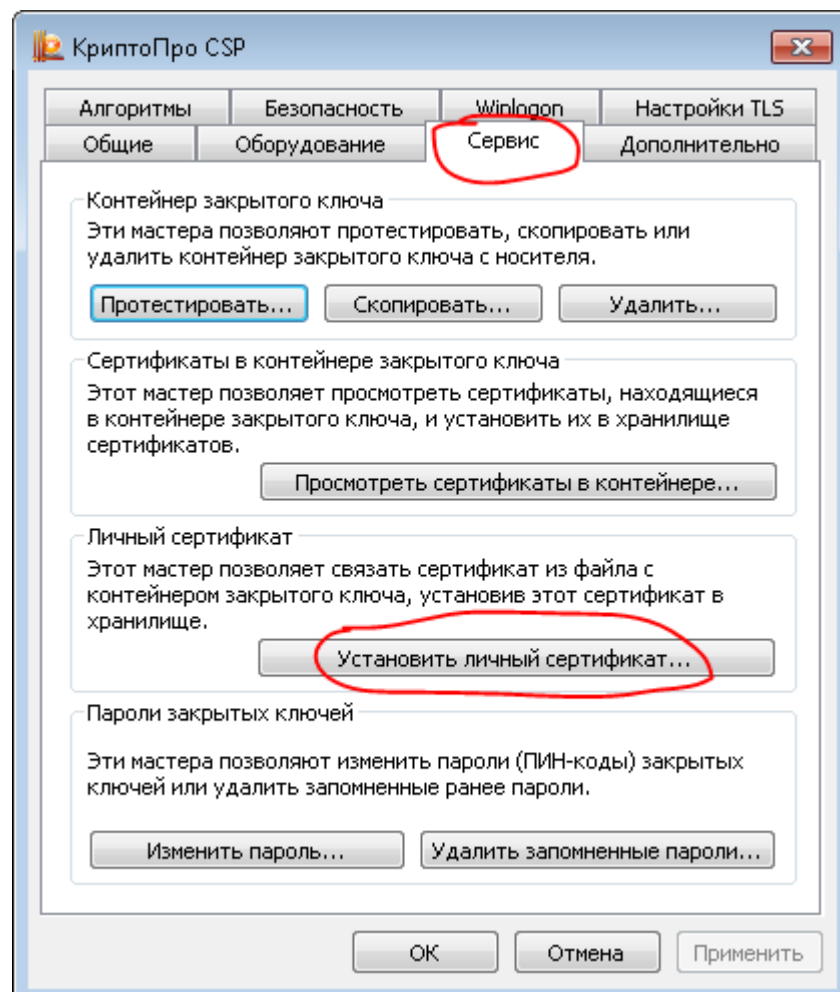 КриптоПро CSP
Алгоритмы Безопасность Winlogon Настройки TLS
Общие Оборудование Сервис Дополнительно
Контейнер закрытого ключа
Эти мастера позволяют протестировать, скопировать или
удалить контейнер закрытого ключа с носителя.
Протестировать... Скопировать... Удалить...
Сертификаты в контейнере закрытого ключа
Этот мастер позволяет просмотреть сертификаты, находящиеся
в контейнере закрытого ключа, и установить их в хранилище
сертификатов.
Просмотреть сертификаты в контейнере...
Личный сертификат
Этот мастер позволяет связать сертификат из файла с
контейнером закрытого ключа, установив этот сертификат в
хранилище.
Установить личный сертификат...
Пароли закрытых ключей
Эти мастера позволяют изменить пароли (ПИН-коды) закрытых
ключей или удалить запомненные ранее пароли.
Изменить пароль... Удалить запомненные пароли...
ОК Отмена Применить